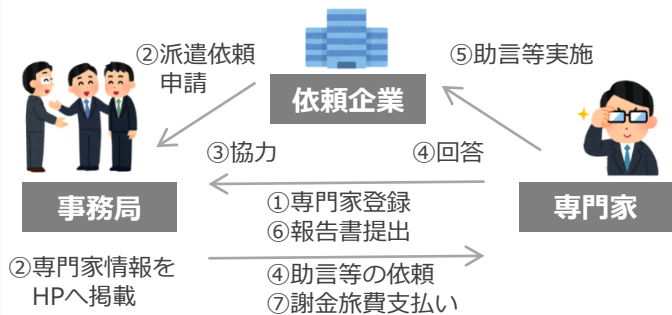 ②派遣依頼
申請
⑤助言等実施
依頼企業
③協力
④回答
事務局
①専門家登録
⑥報告書提出
専門家
②専門家情報を
HPへ掲載
④助言等の依頼
⑦謝金旅費支払い